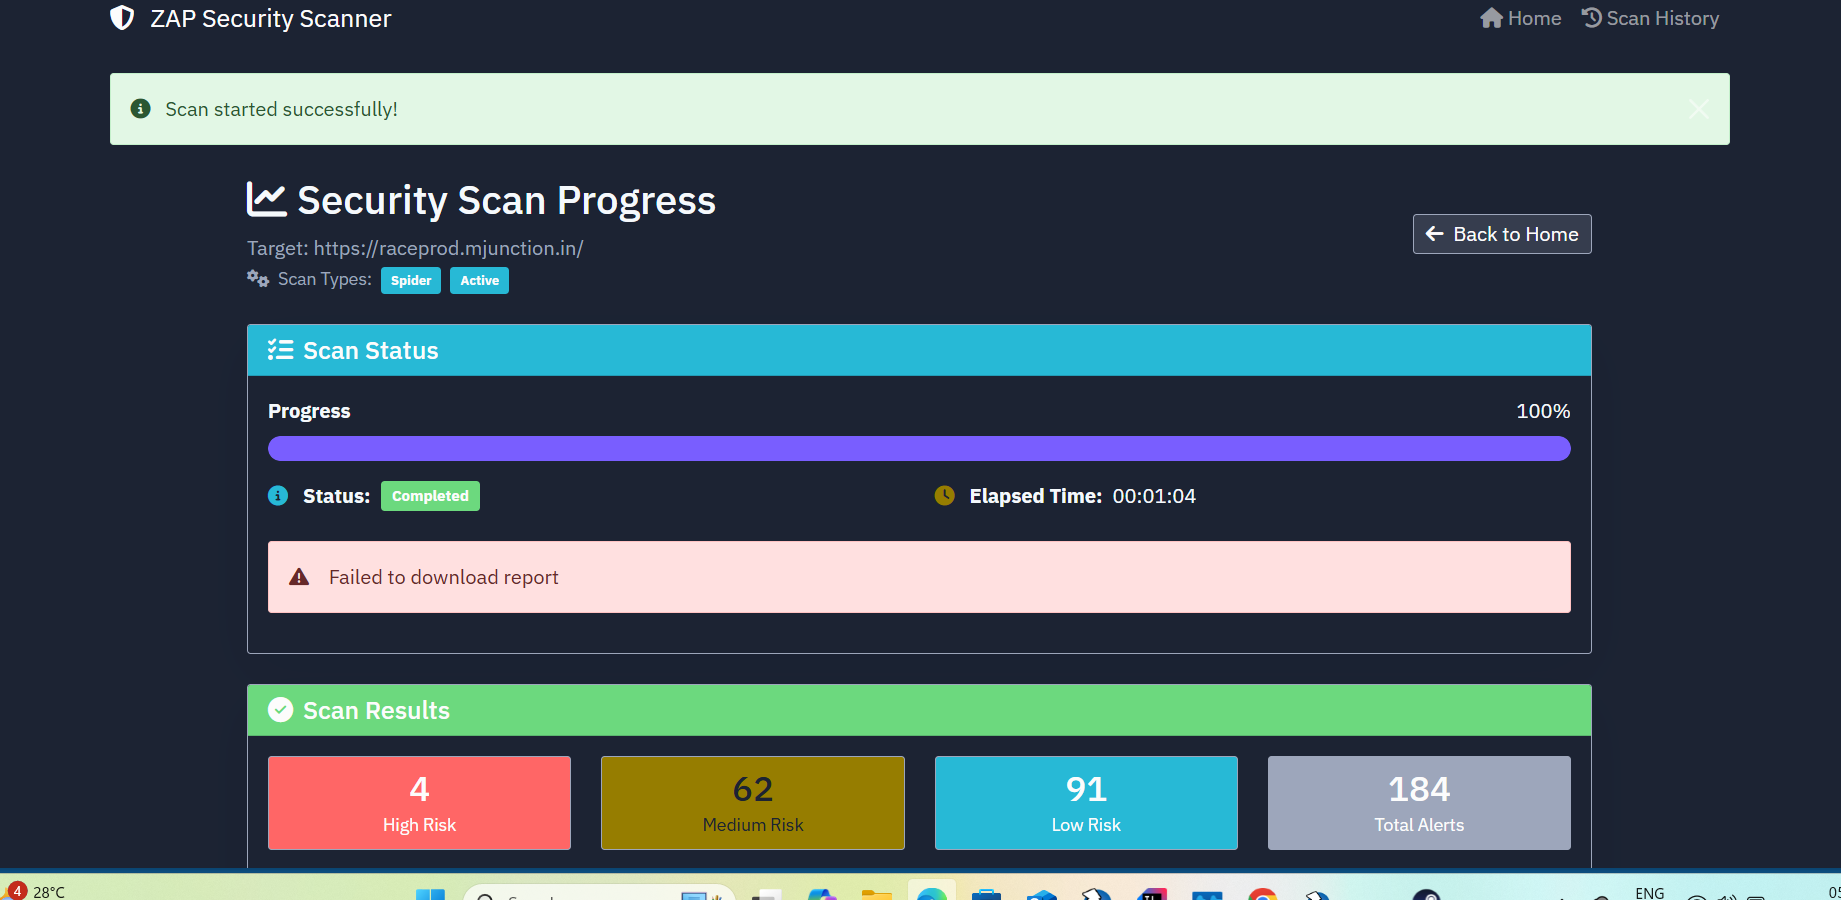 ZAP Security Scanner
Home
Scan History
Scan started successfully!
Security Scan Progress
Target: https://raceprod.mjunction.in/
Scan Types: Spider Active
Back to Home
Scan Status
Progress
100%
Status: Completed
Elapsed Time: 00:01:04
Failed to download report
Scan Results
4
High Risk
62
Medium Risk
91
Low Risk
184
Total Alerts
4
28°C
ENG